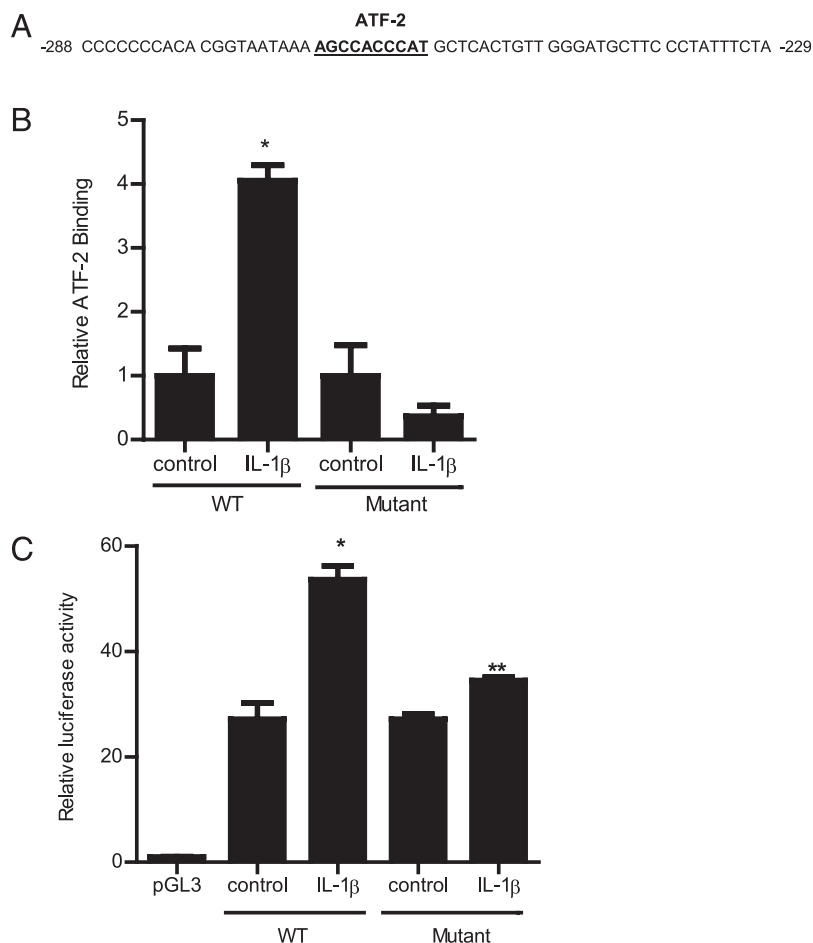 A
ATF-2
-288 CCCCCCCACA CGGTAATAAA AGCCACCCAT GCTCACTGTT GGGATGCTTC CCTATTTCTA -229
B
Relative ATF-2 Binding
5
4
3
2
1
0
*
control IL-1β control IL-1β
WT Mutant
C
Relative luciferase activity
60
40
20
0
*
**
pGL3 control IL-1β control IL-1β
WT Mutant